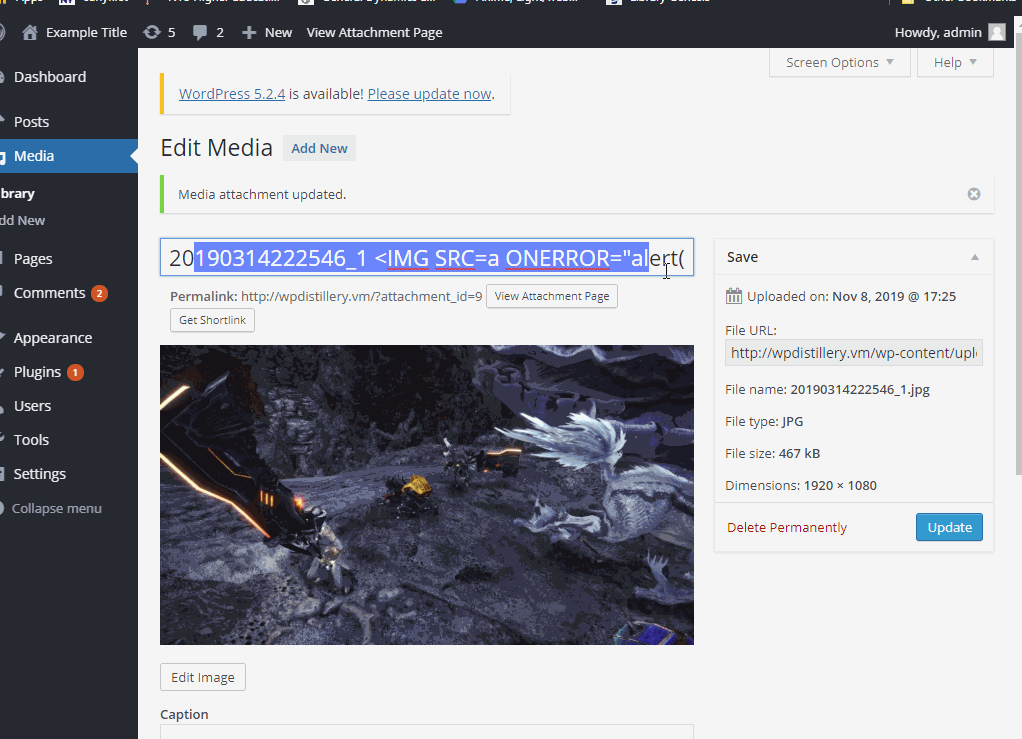 Example Title 5 2 New View Attachment Page Howdy, admin
Screen Options Help
Dashboard
WordPress 5.2.4 is available! Please update now.
Posts
Edit Media Add New
Media
Media attachment updated.
brary
dd New
20190314222546_1 <IMG SRC=a ONERROR="alert(
Save
Pages
Permalink: http://wpdistillery.vm/?attachment_id=9 View Attachment Page
Uploaded on: Nov 8, 2019 @ 17:25
Comments 2
Get Shortlink
File URL:
Appearance
http://wpdistillery.vm/wp-content/uplo
Plugins 1
File name: 20190314222546_1.jpg
Users
File type: JPG
Tools
File size: 467 kB
Settings
Dimensions: 1920 × 1080
Collapse menu
Delete Permanently Update
Edit Image
Caption